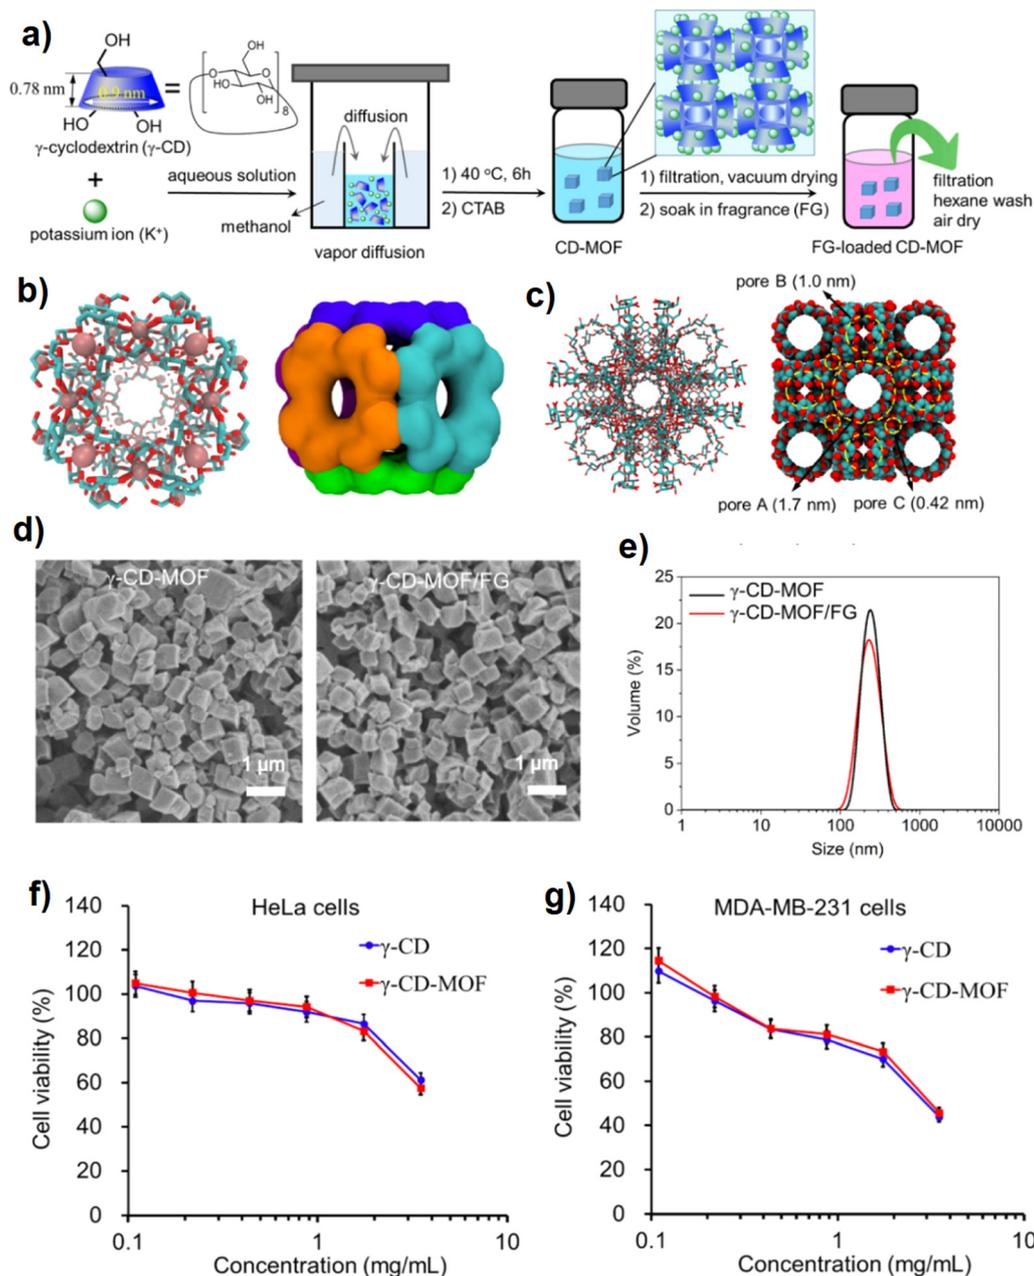 a)
OH
0.78 nm
0.9 nm
=
HO
OH
γ-cyclodextrin (γ-CD)
OH
O
O
HO
OH
8
+
potassium ion (K⁺)
aqueous solution
methanol
diffusion
vapor diffusion
1) 40 °C, 6h
2) CTAB
CD-MOF
1) filtration, vacuum drying
2) soak in fragrance (FG)
FG-loaded CD-MOF
filtration
hexane wash
air dry
b)
c)
pore B (1.0 nm)
pore A (1.7 nm)
pore C (0.42 nm)
d)
γ-CD-MOF
1 μm
γ-CD-MOF/FG
1 μm
e)
γ-CD-MOF
γ-CD-MOF/FG
Volume (%)
25
20
15
10
5
0
1
10
100
1000
10000
Size (nm)
f)
HeLa cells
γ-CD
γ-CD-MOF
Cell viability (%)
140
120
100
80
60
40
20
0
0.1
1
10
Concentration (mg/mL)
g)
MDA-MB-231 cells
γ-CD
γ-CD-MOF
Cell viability (%)
140
120
100
80
60
40
20
0
0.1
1
10
Concentration (mg/mL)